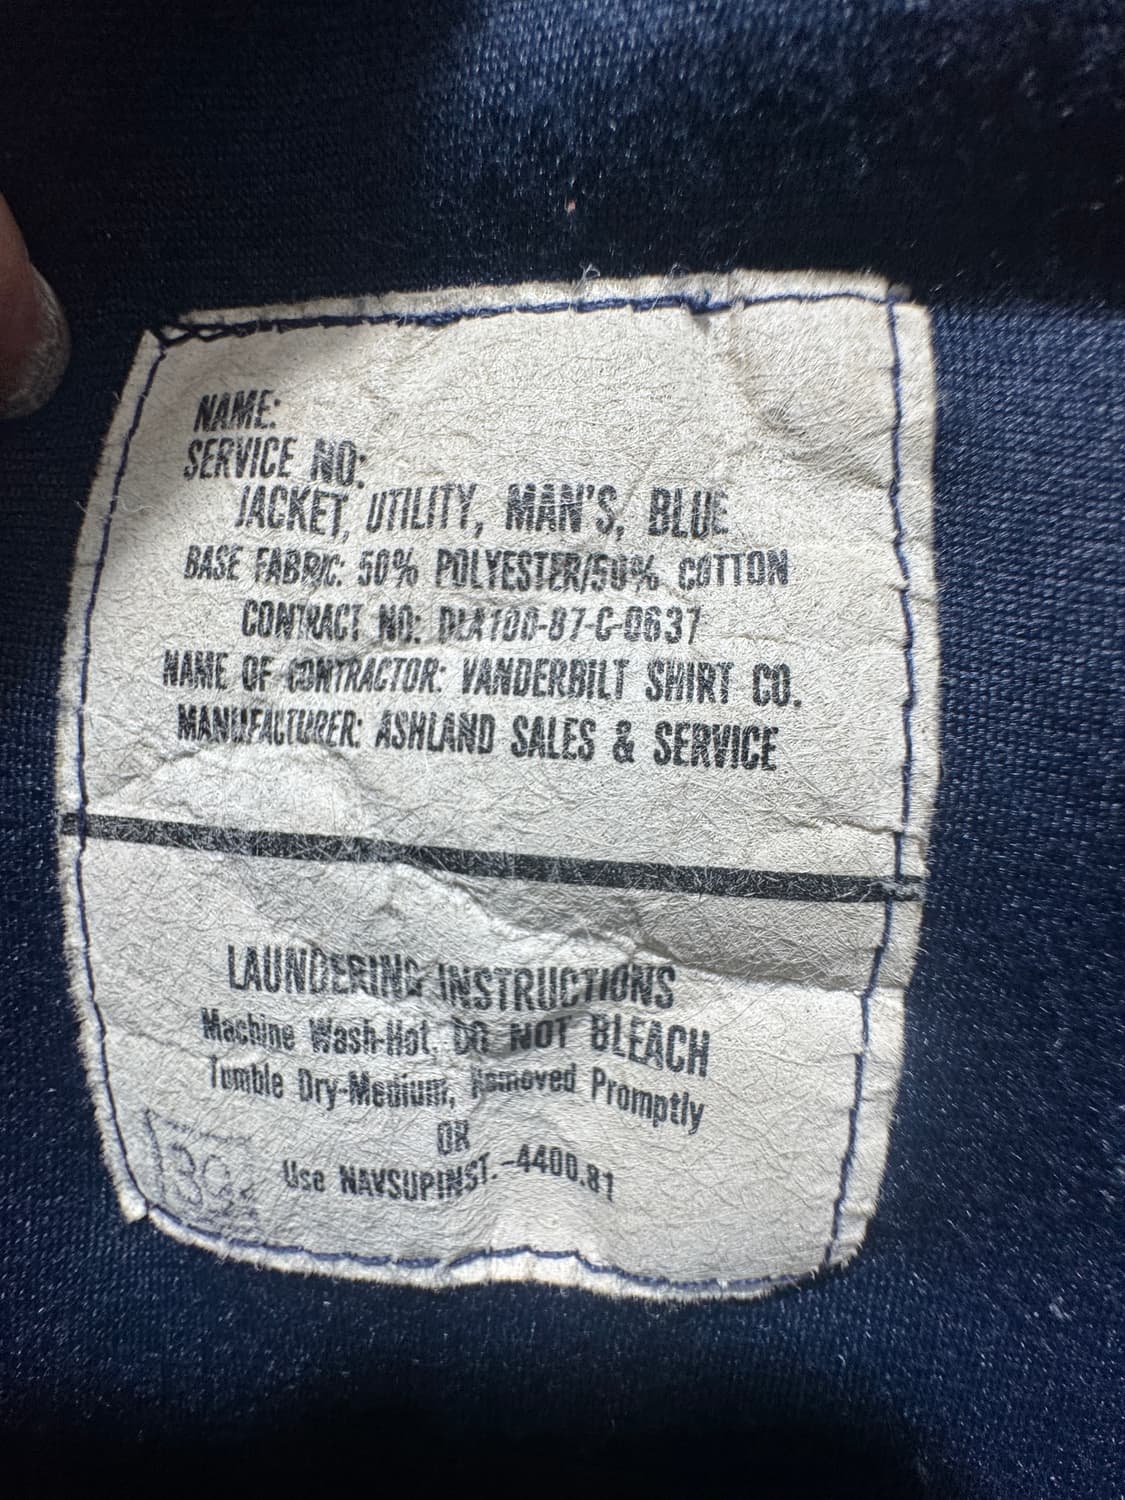 NAME:
SERVICE NO:
JACKET, UTILITY, MAN'S, BLUE
BASE FABRIC: 50% POLYESTER/50% COTTON
CONTRACT NO: DLA100-87-C-0637
NAME OF CONTRACTOR: VANDERBILT SHIRT CO.
MANUFACTURER: ASHLAND SALES & SERVICE
LAUNDERING INSTRUCTIONS
Machine Wash-Hot, DO NOT BLEACH
Tumble Dry-Medium, Removed Promptly
OR
Use NAVSUPINST.-4400.81